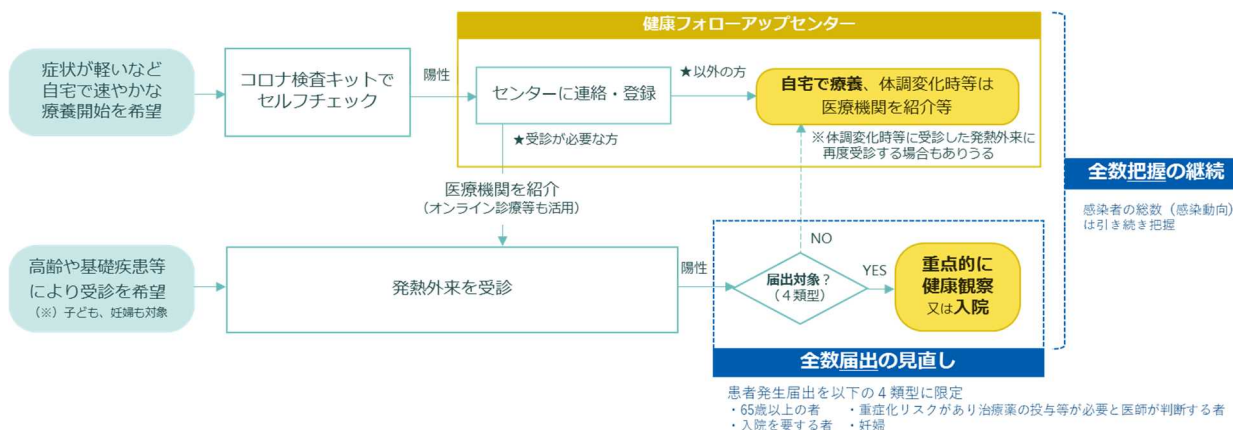 健康フォローアップセンター
症状が軽いなど
自宅で速やかな
療養開始を希望
コロナ検査キットで
セルフチェック
陽性
センターに連絡・登録
★以外の方
自宅で療養、体調変化時等は
医療機関を紹介等
★受診が必要な方
※体調変化時等に受診した発熱外来に
再度受診する場合もありうる
医療機関を紹介
（オンライン診療等も活用）
全数把握の継続
感染者の総数（感染動向）
は引き続き把握
高齢や基礎疾患等
により受診を希望
（※）子ども、妊婦も対象
発熱外来を受診
陽性
NO
届出対象？
（４類型）
YES
重点的に
健康観察
又は入院
全数届出の見直し
患者発生届出を以下の４類型に限定
・65歳以上の者　・重症化リスクがあり治療薬の投与等が必要と医師が判断する者
・入院を要する者　・妊婦